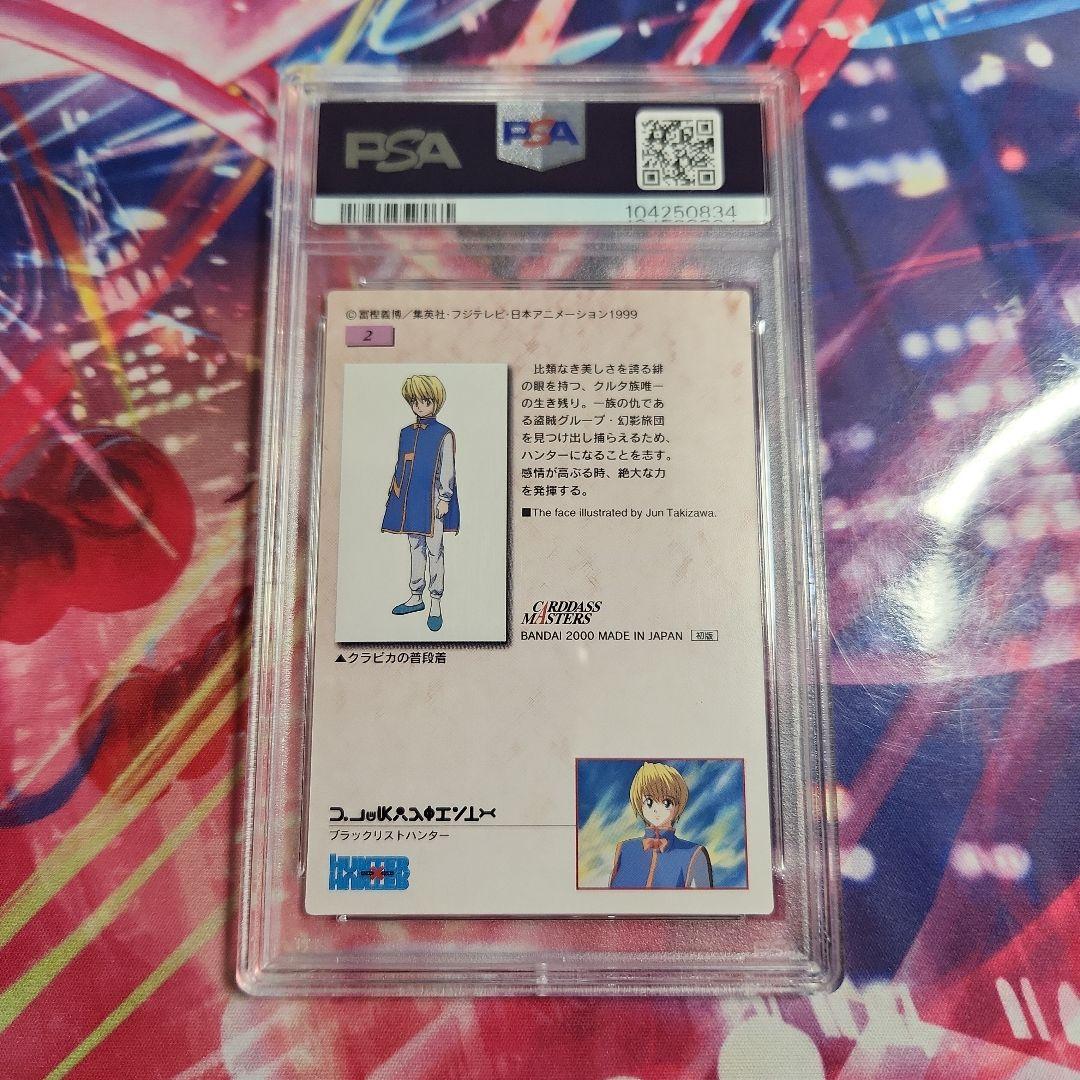 PSA
PSA
104250834
©冨樫義博/集英社・フジテレビ・日本アニメーション1999
2
比類なき美しさを誇る緋
の眼を持つ、クルタ族唯一
の生き残り。一族の仇であ
る盗賊グループ・幻影旅団
を見つけ出し捕らえるため、
ハンターになることを志す。
感情が高ぶる時、絶大な力
を発揮する。
■The face illustrated by Jun Takizawa.
CARDDASS
MASTERS
BANDAI 2000 MADE IN JAPAN 初版
▲クラピカの普段着
ブラックリストハンター
HUNTER
HUNTER